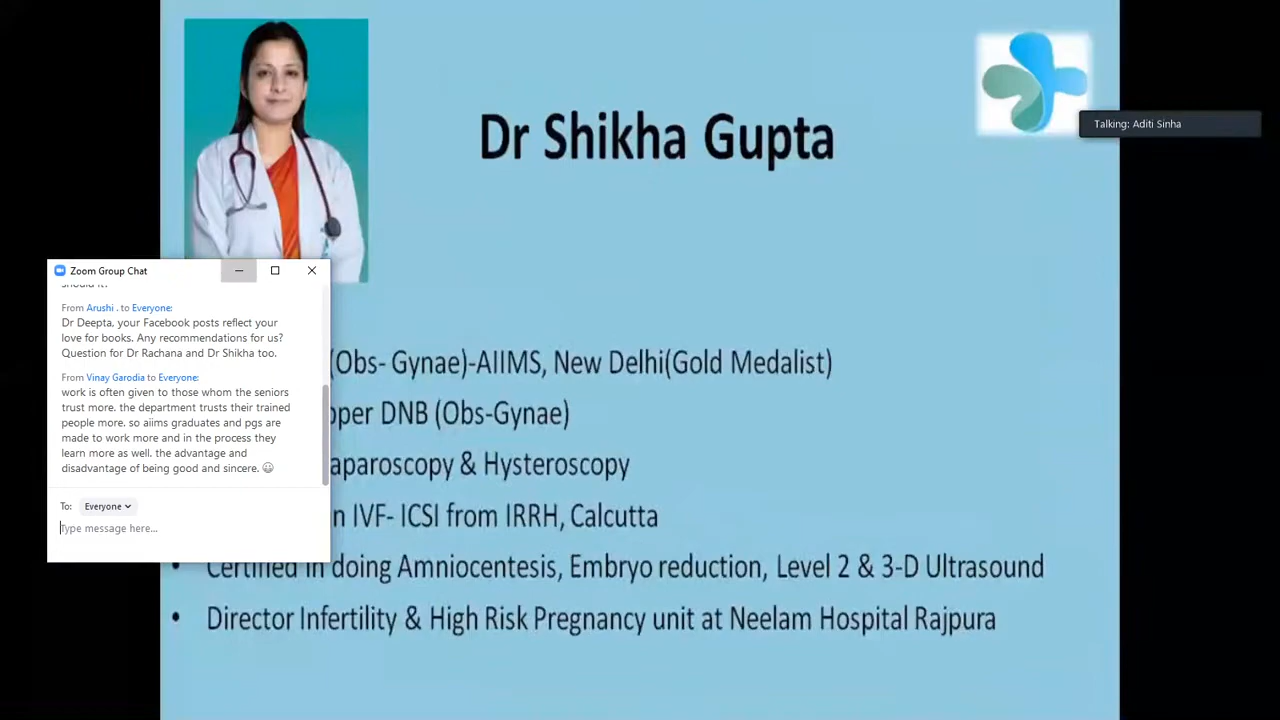 Dr Shikha Gupta
Talking: Aditi Sinha
Zoom Group Chat
should it?
From Arushi . to Everyone:
Dr Deepta, your Facebook posts reflect your
love for books. Any recommendations for us?
Question for Dr Rachana and Dr Shikha too.
From Vinay Garodia to Everyone:
work is often given to those whom the seniors
trust more. the department trusts their trained
people more. so aiims graduates and pgs are
made to work more and in the process they
learn more as well. the advantage and
disadvantage of being good and sincere. 😀
To: Everyone
Type message here...
(Obs- Gynae)-AIIMS, New Delhi(Gold Medalist)
DNB (Obs-Gynae)
& Hysteroscopy
IVF- ICSI from IRRH, Calcutta
• Certified in doing Amniocentesis, Embryo reduction, Level 2 & 3-D Ultrasound
• Director Infertility & High Risk Pregnancy unit at Neelam Hospital Rajpura